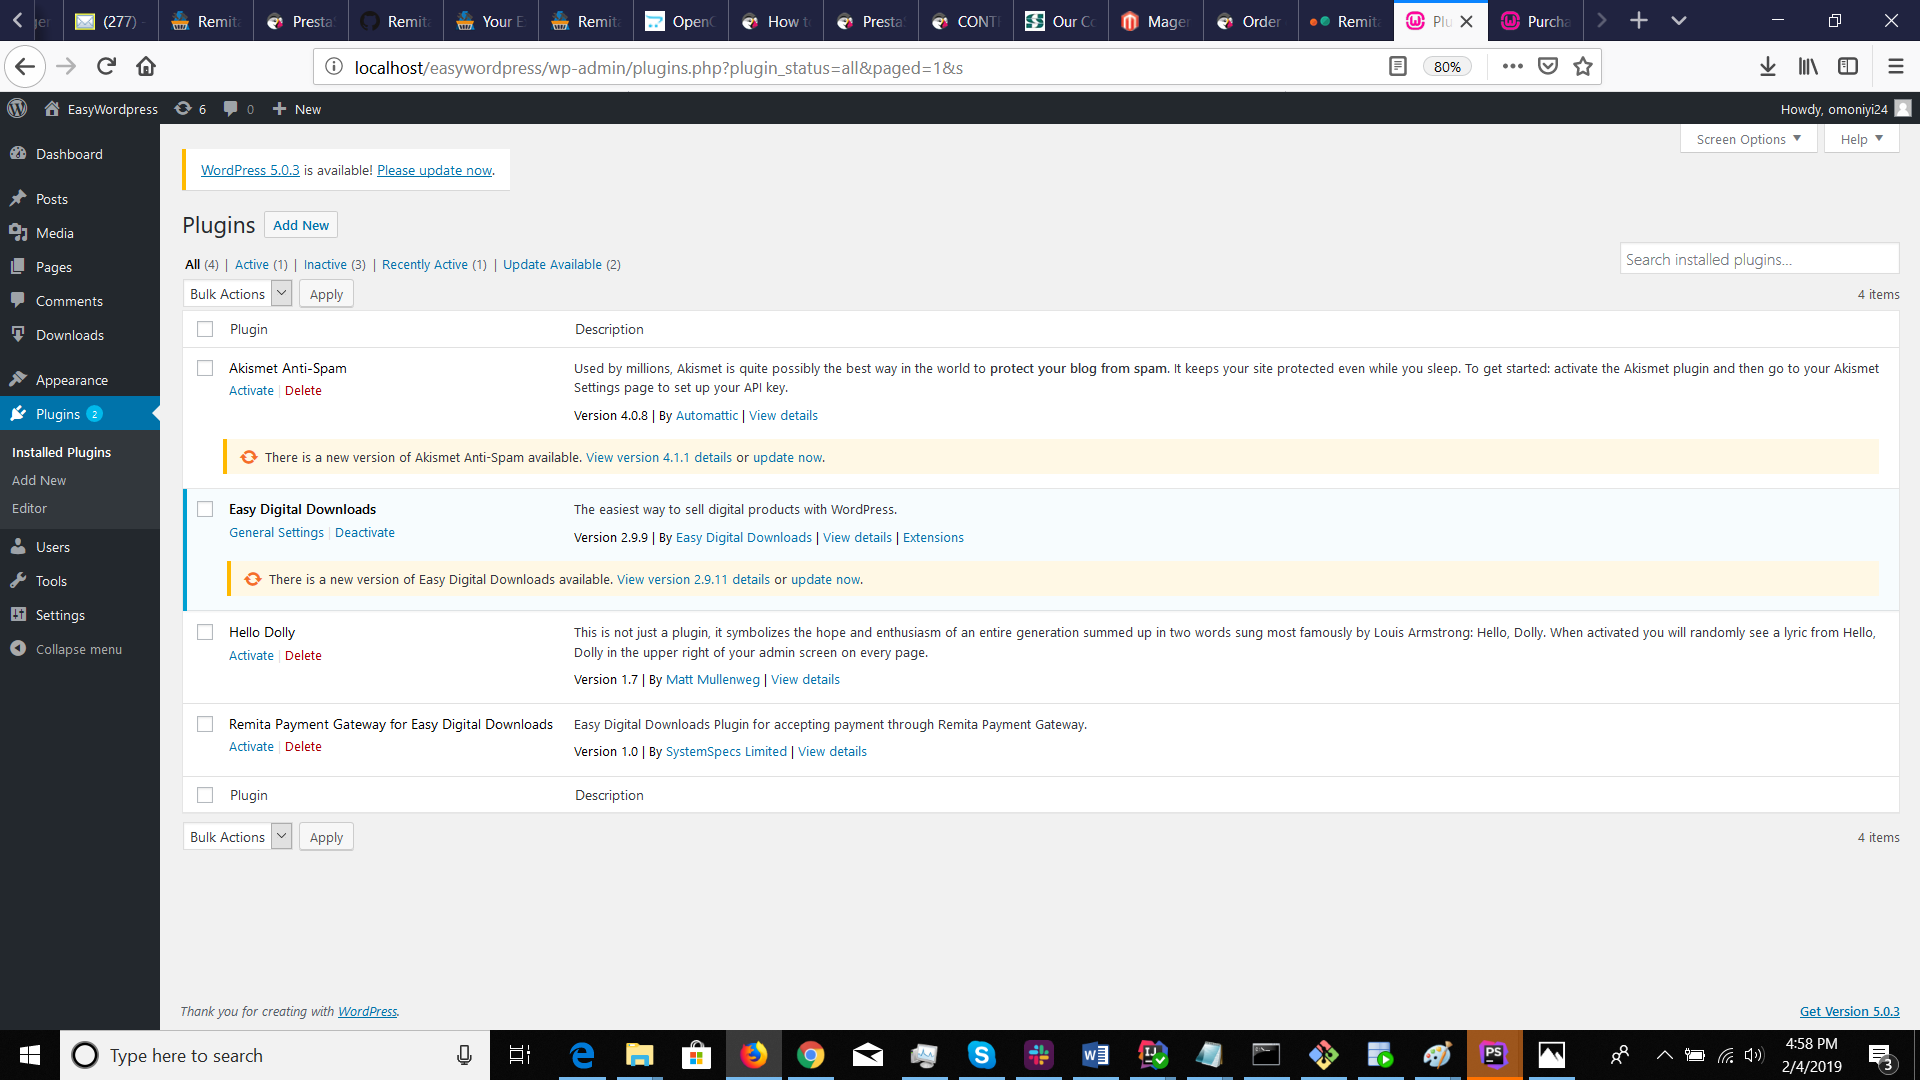 (277)
Remita
Presta
Remita
Your E
Remita
OpenC
How to
Presta
CONT
Our Co
Mager
Order
Remita
Plu
Purcha
localhost/easywordpress/wp-admin/plugins.php?plugin_status=all&paged=1&s
80%
EasyWordpress 6 0 New
Howdy, omoniyi24
Screen Options
Help
Dashboard
Posts
Media
Pages
Comments
Downloads
Appearance
Plugins 2
Installed Plugins
Add New
Editor
Users
Tools
Settings
Collapse menu
WordPress 5.0.3 is available! Please update now.
Plugins Add New
All (4) | Active (1) | Inactive (3) | Recently Active (1) | Update Available (2)
Search installed plugins...
Bulk Actions Apply
4 items
Plugin Description
Akismet Anti-Spam
Activate | Delete
Used by millions, Akismet is quite possibly the best way in the world to protect your blog from spam. It keeps your site protected even while you sleep. To get started: activate the Akismet plugin and then go to your Akismet
Settings page to set up your API key.
Version 4.0.8 | By Automattic | View details
There is a new version of Akismet Anti-Spam available. View version 4.1.1 details or update now.
Easy Digital Downloads
General Settings | Deactivate
The easiest way to sell digital products with WordPress.
Version 2.9.9 | By Easy Digital Downloads | View details | Extensions
There is a new version of Easy Digital Downloads available. View version 2.9.11 details or update now.
Hello Dolly
Activate | Delete
This is not just a plugin, it symbolizes the hope and enthusiasm of an entire generation summed up in two words sung most famously by Louis Armstrong: Hello, Dolly. When activated you will randomly see a lyric from Hello,
Dolly in the upper right of your admin screen on every page.
Version 1.7 | By Matt Mullenweg | View details
Remita Payment Gateway for Easy Digital Downloads
Activate | Delete
Easy Digital Downloads Plugin for accepting payment through Remita Payment Gateway.
Version 1.0 | By SystemSpecs Limited | View details
Plugin Description
Bulk Actions Apply
4 items
Thank you for creating with WordPress.
Get Version 5.0.3
Type here to search
4:58 PM
2/4/2019
3